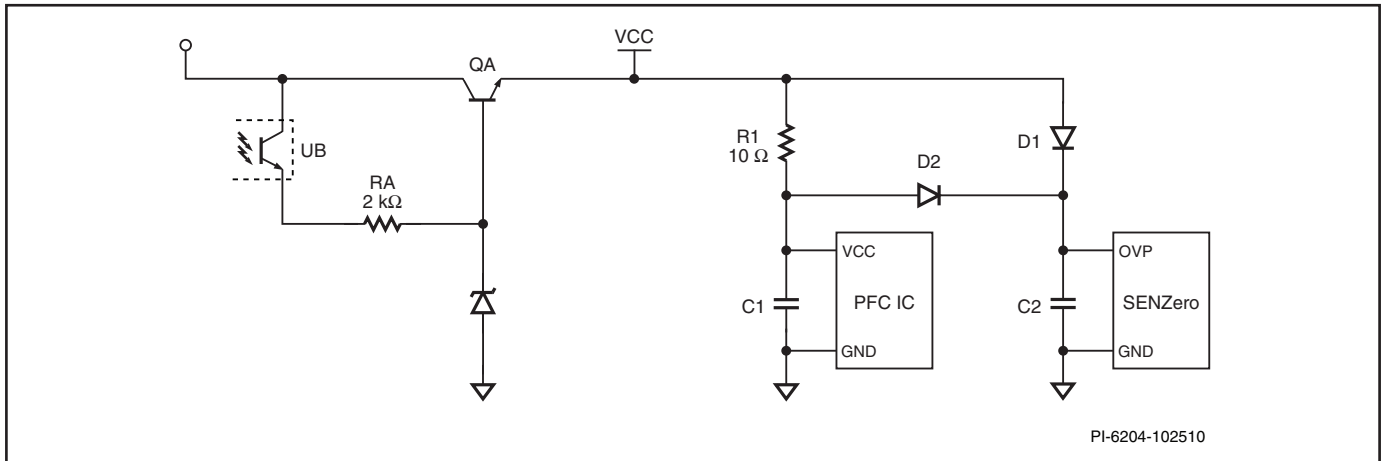 VCC
QA
R1
10 Ω
D1
UB
D2
RA
2 kΩ
VCC
OVP
C1
PFC IC
C2
SENZero
GND
GND
PI-6204-102510